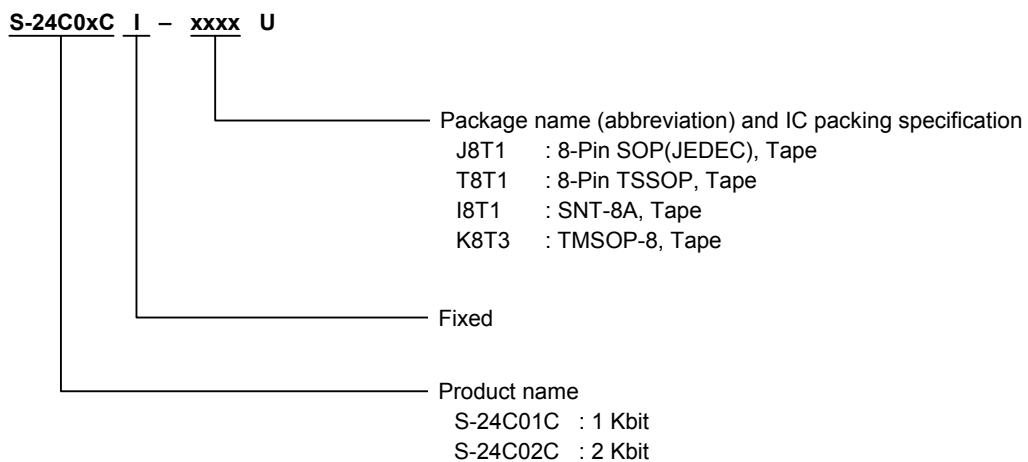 S-24C0xC I – xxxx U
Package name (abbreviation) and IC packing specification
J8T1 : 8-Pin SOP(JEDEC), Tape
T8T1 : 8-Pin TSSOP, Tape
I8T1 : SNT-8A, Tape
K8T3 : TMSOP-8, Tape
Fixed
Product name
S-24C01C : 1 Kbit
S-24C02C : 2 Kbit